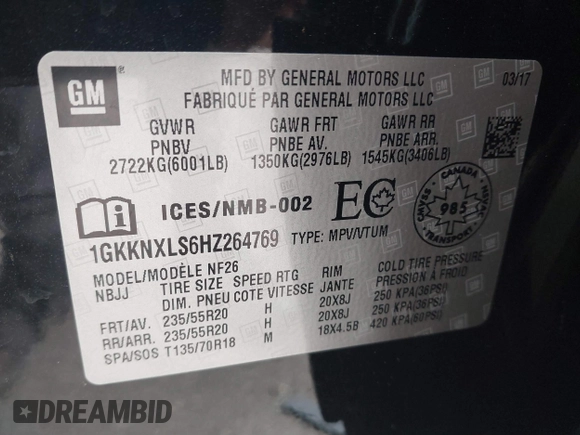 GM
MFD BY GENERAL MOTORS LLC 03/17
FABRIQUÉ PAR GENERAL MOTORS LLC
GVWR GAWR FRT GAWR RR
PNBV PNBE AV. PNBE ARR.
2722KG(6001LB) 1350KG(2976LB) 1545KG(3406LB)
ICES/NMB-002 EC
CANADA
CMVSS NSVAC
985
1GKKNXLS6HZ264769 TYPE: MPV/VTUM
MODEL/MODÈLE NF26
NBJJ TIRE SIZE SPEED RTG RIM COLD TIRE PRESSURE
DIM. PNEU COTE VITESSE JANTE PRESSION À FROID
FRT/AV. 235/55R20 H 20X8J 250 KPA(36PSI)
RR/ARR. 235/55R20 H 20X8J 250 KPA(36PSI)
SPA/SOS T135/70R18 M 18X4.5B 420 KPA(60PSI)
DREAMBID